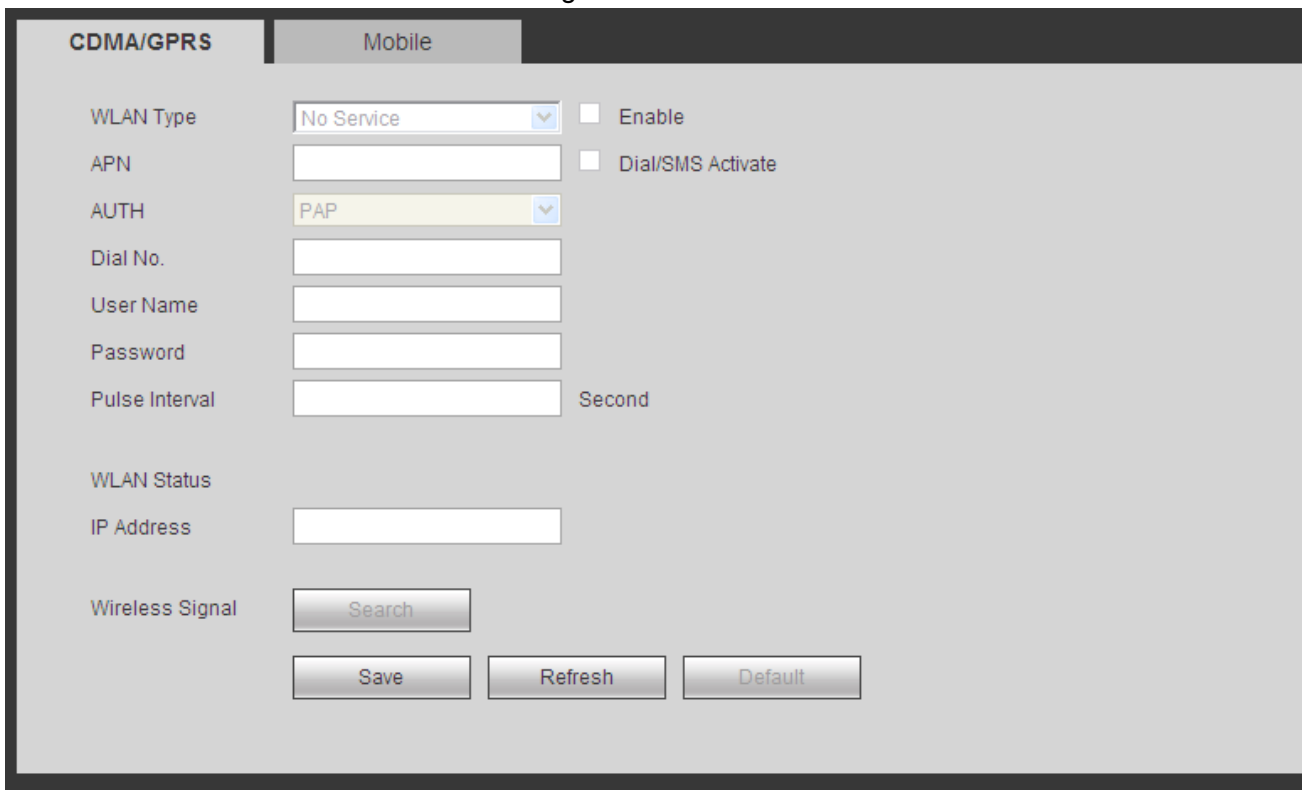 CDMA/GPRS Mobile
WLAN Type No Service Enable
APN Dial/SMS Activate
AUTH PAP
Dial No.
User Name
Password
Pulse Interval Second
WLAN Status
IP Address
Wireless Signal Search
Save Refresh Default